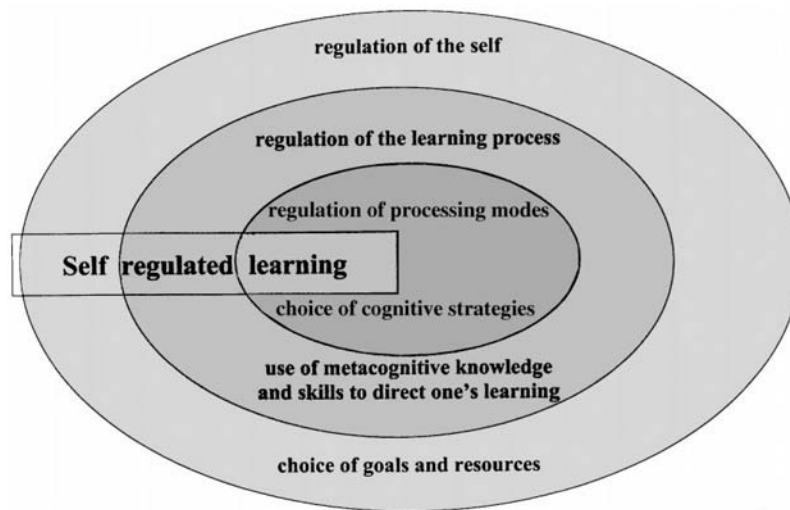 regulation of the self
regulation of the learning process
regulation of processing modes
Self regulated learning
choice of cognitive strategies
use of metacognitive knowledge
and skills to direct one's learning
choice of goals and resources